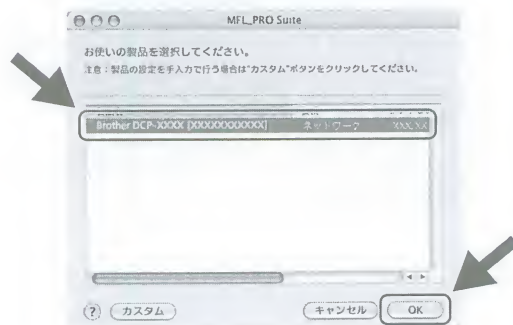 MFL_PRO Suite
お使いの製品を選択してください。
注意：製品の設定を手入力で行う場合は"カスタム"ボタンをクリックしてください。
Brother DCP-XXXX [XXXXXXXXXXX] ネットワーク XXX.XX
? カスタム キャンセル OK